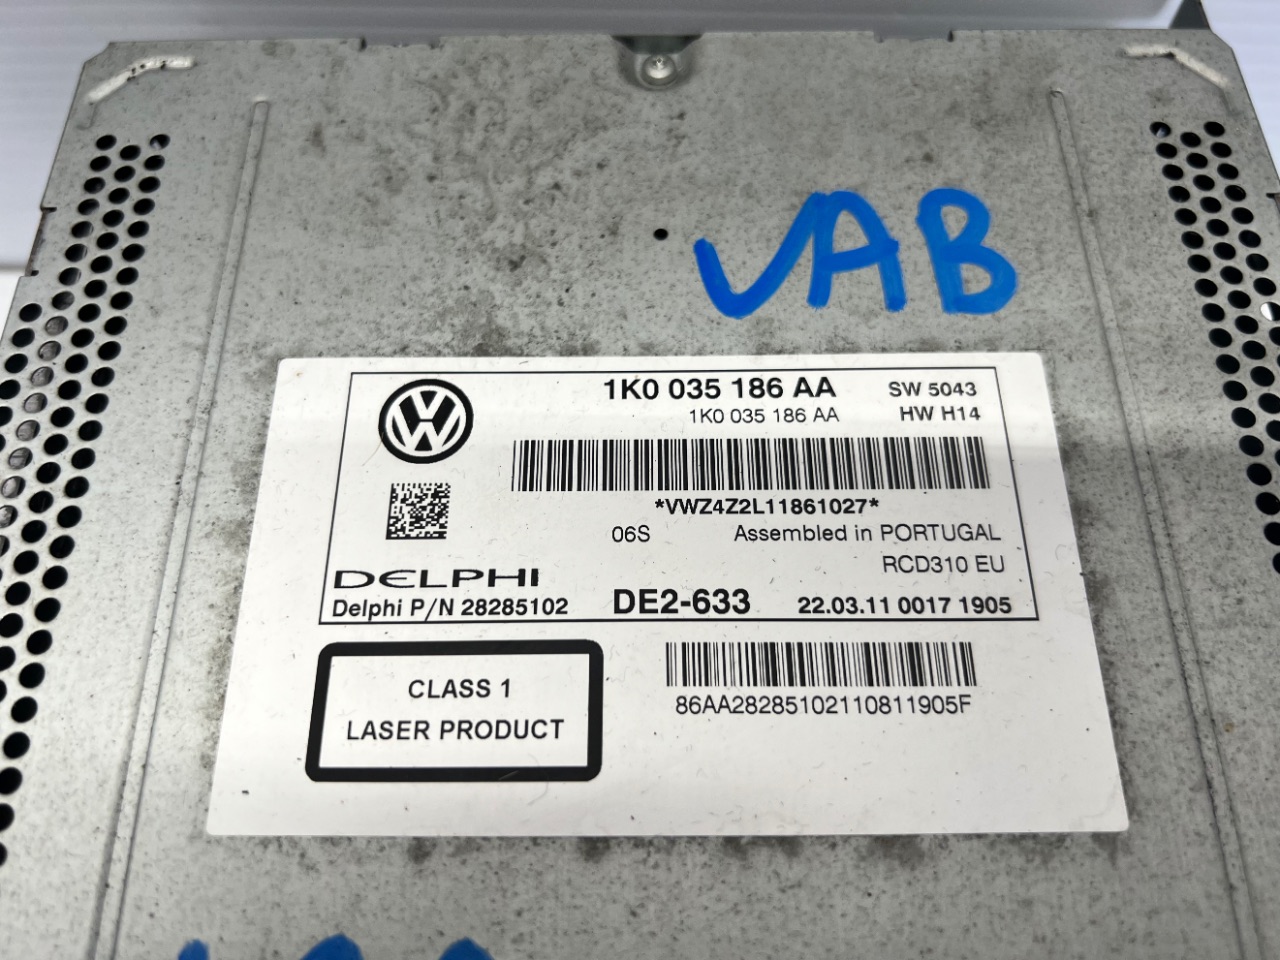 VAB
1K0 035 186 AA SW 5043
1K0 035 186 AA HW H14
*VWZ4Z2L11861027*
06S Assembled in PORTUGAL
RCD310 EU
DELPHI
Delphi P/N 28285102 DE2-633 22.03.11 0017 1905
CLASS 1
LASER PRODUCT
86AA28285102110811905F